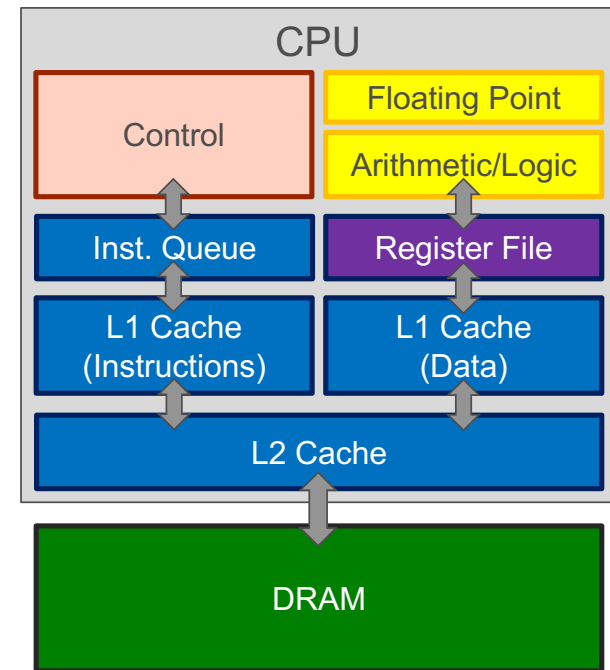 CPU
Control
Floating Point
Arithmetic/Logic
Inst. Queue
Register File
L1 Cache
(Instructions)
L1 Cache
(Data)
L2 Cache
DRAM